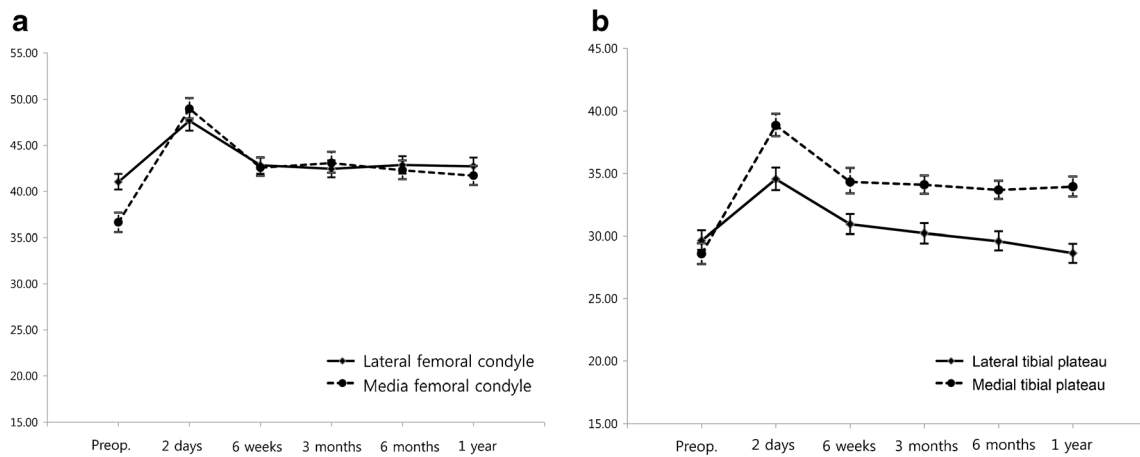 a
55.00
50.00
45.00
40.00
35.00
30.00
25.00
20.00
15.00
Preop. 2 days 6 weeks 3 months 6 months 1 year
Lateral femoral condyle
Media femoral condyle
b
45.00
40.00
35.00
30.00
25.00
20.00
15.00
Preop. 2 days 6 weeks 3 months 6 months 1 year
Lateral tibial plateau
Medial tibial plateau